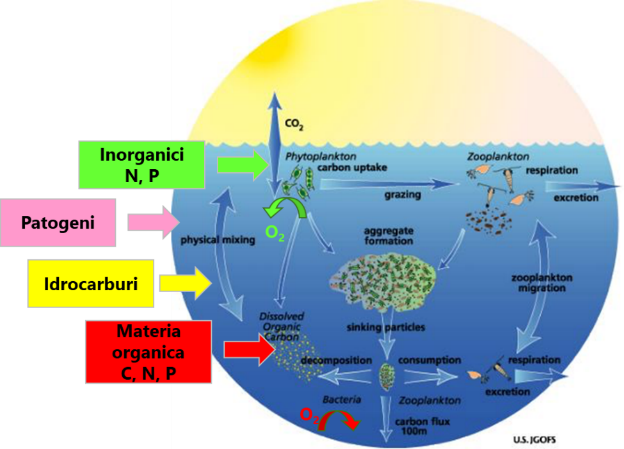 CO2
Inorganici
N, P
Phytoplankton
carbon uptake
Zooplankton
respiration
grazing
excretion
Patogeni
O2
physical mixing
aggregate
formation
Idrocarburi
zooplankton
migration
Dissolved
Organic
Carbon
sinking particles
Materia
organica
C, N, P
decomposition
consumption
respiration
excretion
Bacteria
Zooplankton
O2
carbon flux
100m
U.S. JGOFS